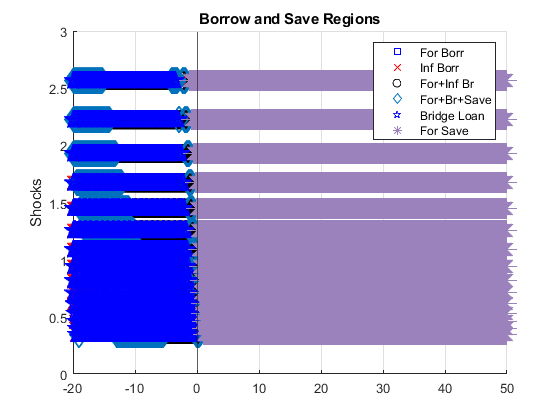 Borrow and Save Regions
Shocks
3
2.5
2
1.5
1
0.5
0
-20
-10
0
10
20
30
40
50
For Borr
Inf Borr
For+Inf Br
For+Br+Save
Bridge Loan
For Save